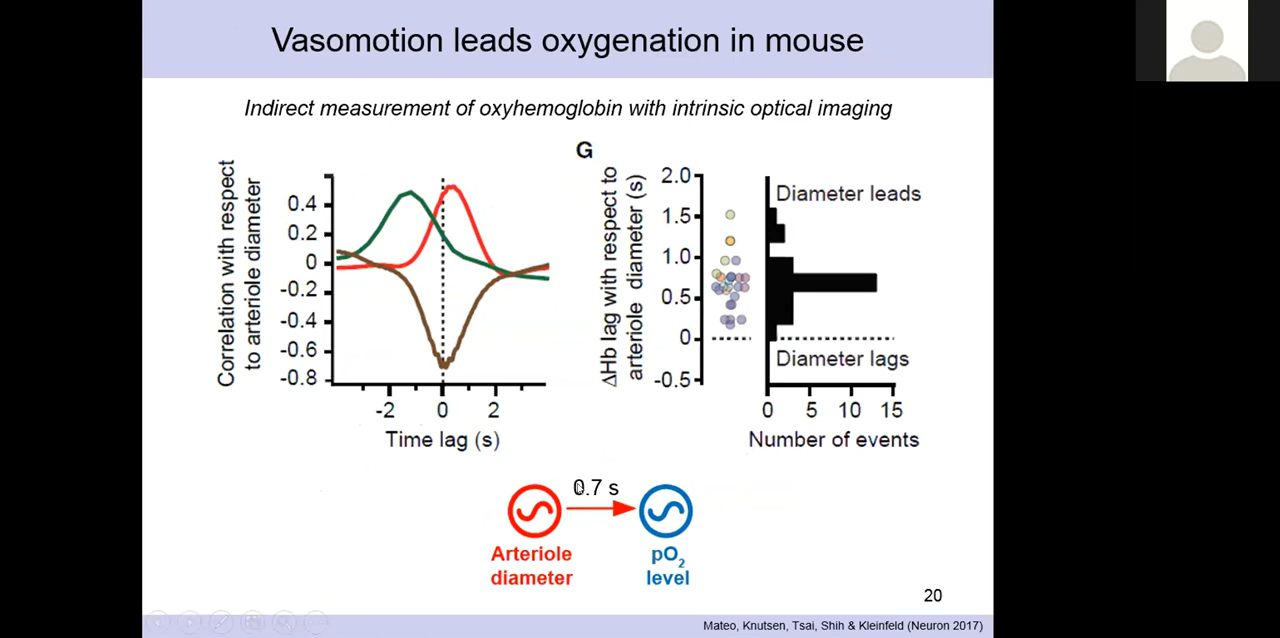 Vasomotion leads oxygenation in mouse
Indirect measurement of oxyhemoglobin with intrinsic optical imaging
Correlation with respect
to arteriole diameter
0.4
0.2
0
-0.2
-0.4
-0.6
-0.8
-2
0
2
Time lag (s)
G
ΔHb lag with respect to
arteriole diameter (s)
2.0
1.5
1.0
0.5
0
-0.5
Diameter leads
Diameter lags
0
5
10
15
Number of events
0.7 s
Arteriole
diameter
pO₂
level
20
Mateo, Knutsen, Tsai, Shih & Kleinfeld (Neuron 2017)